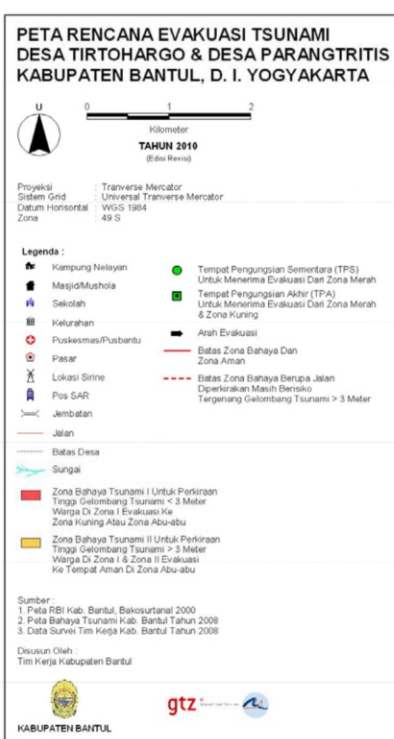 PETA RENCANA EVAKUASI TSUNAMI
DESA TIRTOHARGO & DESA PARANGTRITIS
KABUPATEN BANTUL, D. I. YOGYAKARTA
U
0 1 2
Kilometer
TAHUN 2010
(Edisi Revisi)
Proyeksi : Tranverse Mercator
Sistem Grid : Universal Tranverse Mercator
Datum Horisontal : WGS 1984
Zona : 49 S
Legenda :
Kampung Nelayan
Masjid/Mushola
Sekolah
Kelurahan
Puskesmas/Pusbantu
Pasar
Lokasi Sirine
Pos SAR
Jembatan
Jalan
Batas Desa
Sungai
Zona Bahaya Tsunami I Untuk Perkiraan
Tinggi Gelombang Tsunami < 3 Meter
Warga Di Zona I Evakuasi Ke
Zona Kuning Atau Zona Abu-abu
Zona Bahaya Tsunami II Untuk Perkiraan
Tinggi Gelombang Tsunami > 3 Meter
Warga Di Zona I & Zona II Evakuasi
Ke Tempat Aman Di Zona Abu-abu
Tempat Pengungsian Sementara (TPS)
Untuk Menerima Evakuasi Dari Zona Merah
Tempat Pengungsian Akhir (TPA)
Untuk Menerima Evakuasi Dari Zona Merah
& Zona Kuning
Arah Evakuasi
Batas Zona Bahaya Dan
Zona Aman
Batas Zona Bahaya Berupa Jalan
Diperkirakan Masih Berisiko
Tergenang Gelombang Tsunami > 3 Meter
Sumber :
1. Peta RBI Kab. Bantul, Bakosurtanal 2000
2. Peta Bahaya Tsunami Kab. Bantul Tahun 2008
3. Data Survei Tim Kerja Kab. Bantul Tahun 2008
Disusun Oleh :
Tim Kerja Kabupaten Bantul
gtz
KABUPATEN BANTUL